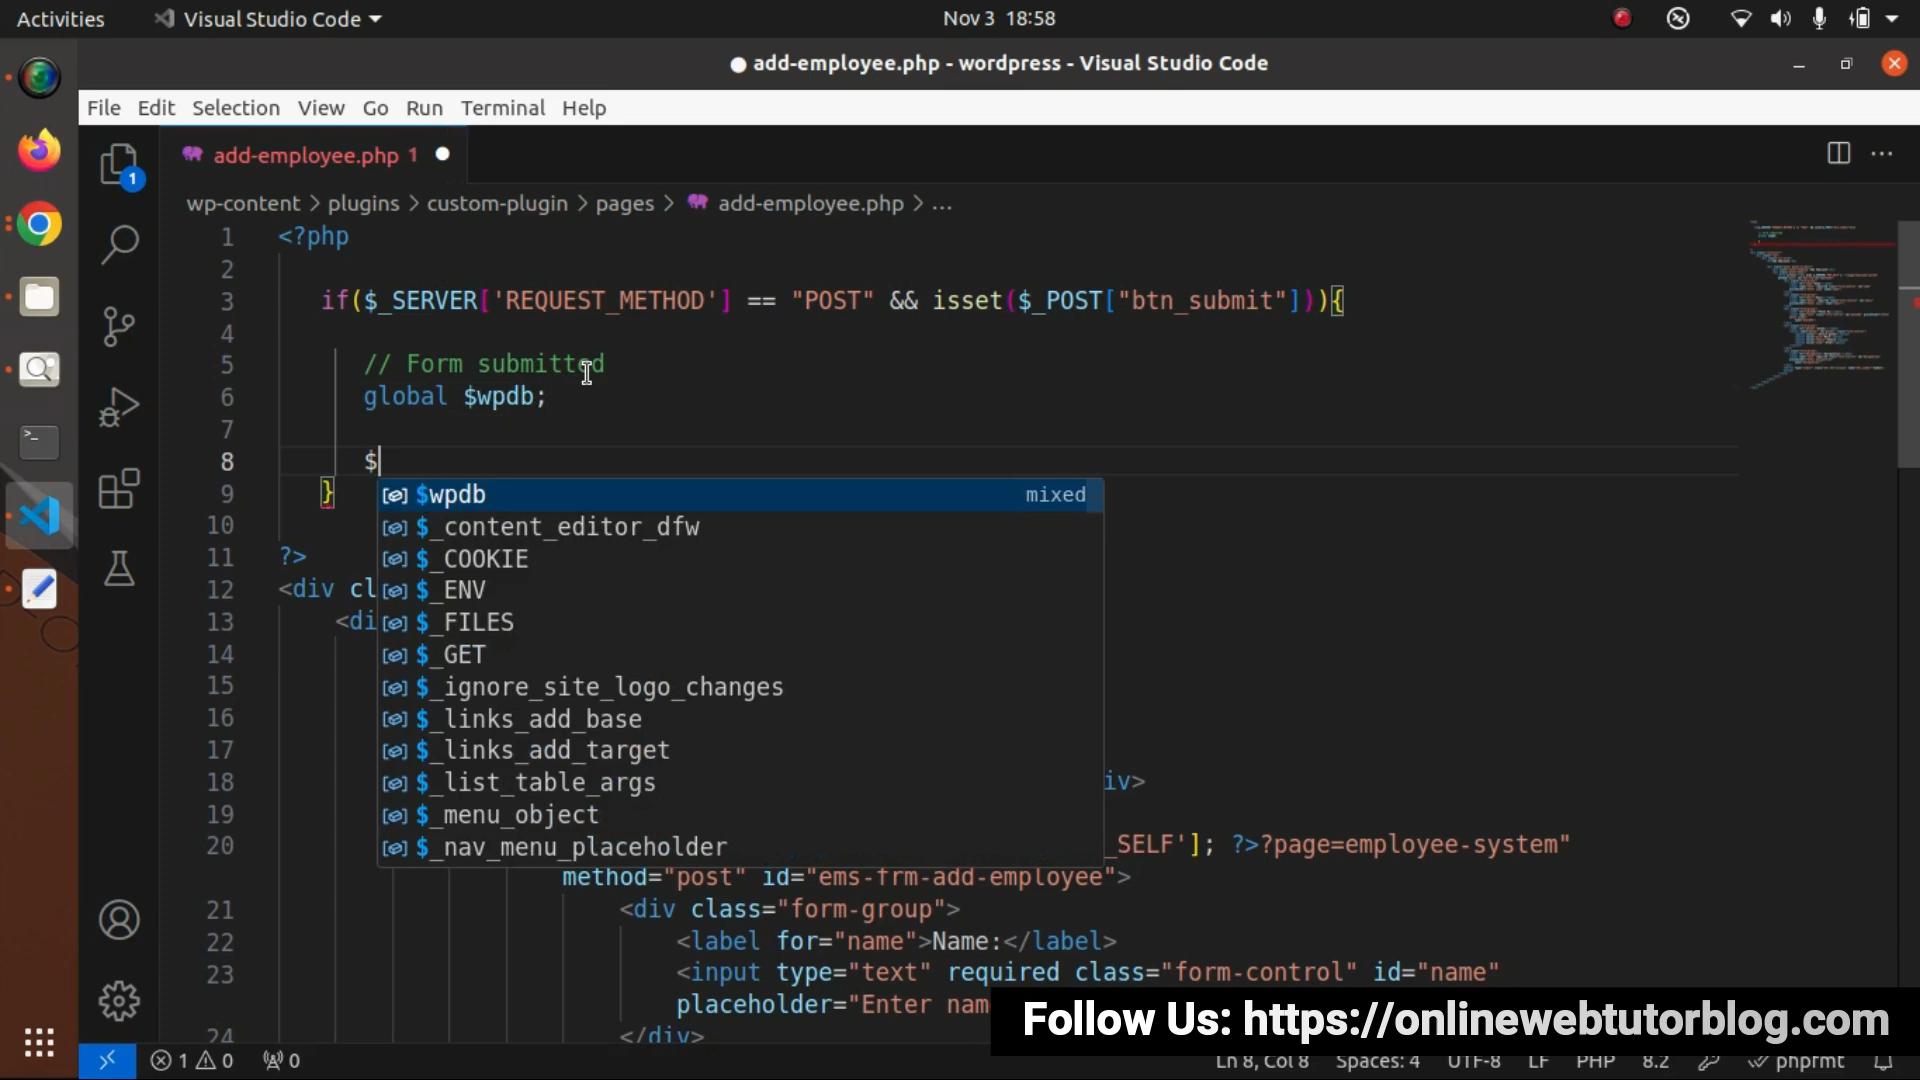 Activities
Visual Studio Code
Nov 3 18:58
add-employee.php - wordpress - Visual Studio Code
File Edit Selection View Go Run Terminal Help
1
add-employee.php 1
wp-content > plugins > custom-plugin > pages > add-employee.php > ...
1 <?php
2
3 if($_SERVER['REQUEST_METHOD'] == "POST" && isset($_POST["btn_submit"])){
4
5 // Form submitted
6 global $wpdb;
7
8 $
9 }
$wpdb mixed
10
$_content_editor_dfw
11 ?>
$_COOKIE
12 <div cl
$_ENV
13 <di
$_FILES
14
$_GET
15
$_ignore_site_logo_changes
16
$_links_add_base
17
$_links_add_target
18
$_list_table_args
iv>
19
$_menu_object
20
$_nav_menu_placeholder
_SELF']; ?>?page=employee-system"
method="post" id="ems-frm-add-employee">
21 <div class="form-group">
22 <label for="name">Name:</label>
23 <input type="text" required class="form-control" id="name"
placeholder="Enter nam
24 </div>
Follow Us: https://onlinewebtutorblog.com
1 0 0
Ln 8, Col 8 Spaces: 4 UTF-8 LF PHP 8.2 phpfmt